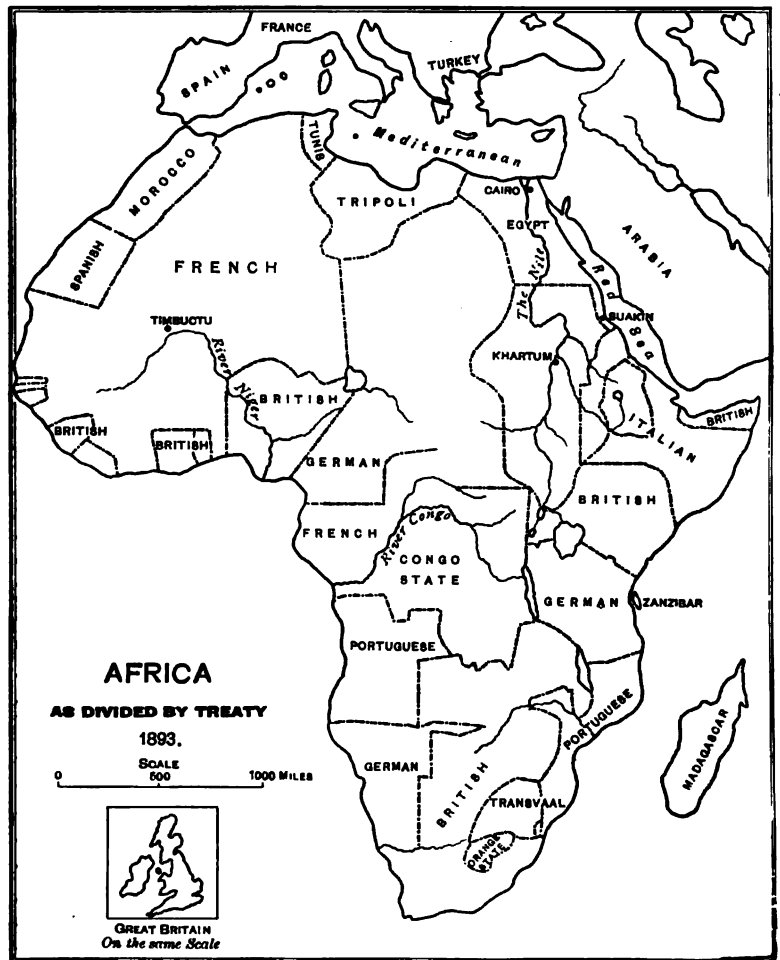 FRANCE
SPAIN
TURKEY
Mediterranean
TUNIS
MOROCCO
TRIPOLI
CAIRO
EGYPT
ARABIA
SPANISH
FRENCH
The Nile
Red Sea
TIMBUCTU
SUAKIN
River Niger
KHARTUM
BRITISH
BRITISH
ITALIAN
BRITISH
BRITISH
GERMAN
BRITISH
FRENCH
River Congo
CONGO
STATE
GERMAN
ZANZIBAR
PORTUGUESE
PORTUGUESE
MADAGASCAR
GERMAN
BRITISH
TRANSVAAL
ORANGE
STATE
AFRICA
AS DIVIDED BY TREATY
1893.
SCALE
0 500 1000 MILES
GREAT BRITAIN
On the same Scale